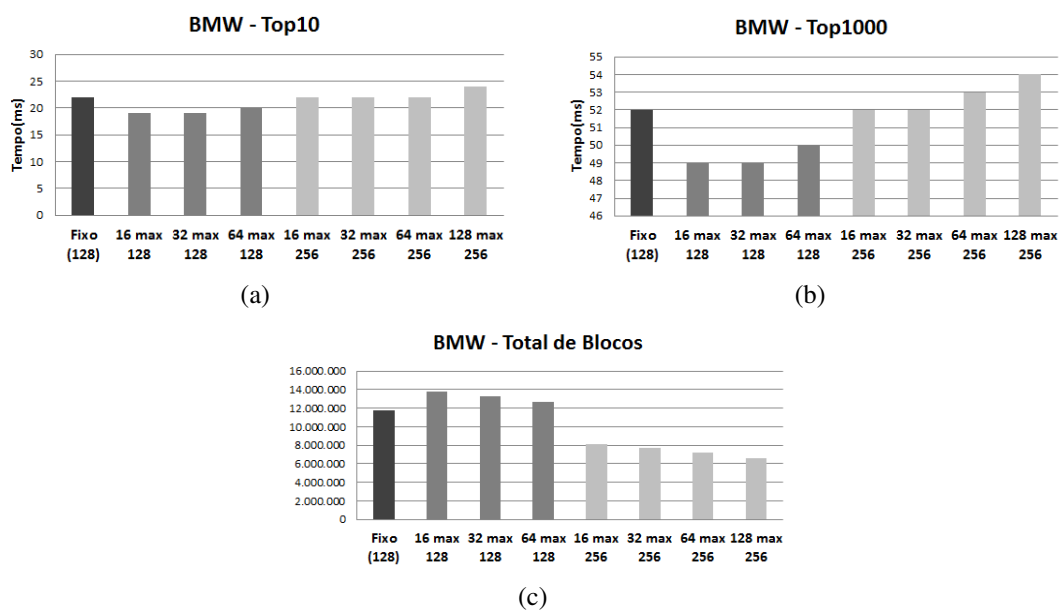 BMW - Top10
Tempo(ms)
30
25
20
15
10
5
0
Fixo 16 max 32 max 64 max 16 max 32 max 64 max 128 max
(128) 128 128 128 256 256 256 256
(a)
BMW - Top1000
Tempo(ms)
55
54
53
52
51
50
49
48
47
46
Fixo 16 max 32 max 64 max 16 max 32 max 64 max 128 max
(128) 128 128 128 256 256 256 256
(b)
BMW - Total de Blocos
16.000.000
14.000.000
12.000.000
10.000.000
8.000.000
6.000.000
4.000.000
2.000.000
0
Fixo 16 max 32 max 64 max 16 max 32 max 64 max 128 max
(128) 128 128 128 256 256 256 256
(c)